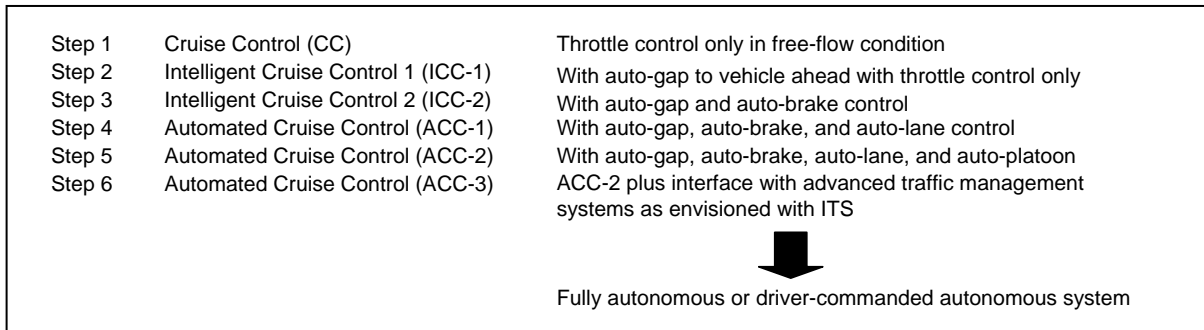 Step 1 Cruise Control (CC) Throttle control only in free-flow condition
Step 2 Intelligent Cruise Control 1 (ICC-1) With auto-gap to vehicle ahead with throttle control only
Step 3 Intelligent Cruise Control 2 (ICC-2) With auto-gap and auto-brake control
Step 4 Automated Cruise Control (ACC-1) With auto-gap, auto-brake, and auto-lane control
Step 5 Automated Cruise Control (ACC-2) With auto-gap, auto-brake, auto-lane, and auto-platoon
Step 6 Automated Cruise Control (ACC-3) ACC-2 plus interface with advanced traffic management
systems as envisioned with ITS
Fully autonomous or driver-commanded autonomous system